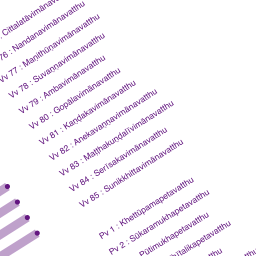 : Cittalatāvimānavatthu
76 : Nandanavimānavatthu
Vv 77 : Maṇithūṇavimānavatthu
Vv 78 : Suvaṇṇavimānavatthu
Vv 79 : Ambavimānavatthu
Vv 80 : Gopālavimānavatthu
Vv 81 : Kaṇḍakavimānavatthu
Vv 82 : Anekavaṇṇavimānavatthu
Vv 83 : Maṭṭhakuṇḍalīvimānavatthu
Vv 84 : Serīsakavimānavatthu
Vv 85 : Sunikkhittavimānavatthu
Pv 1 : Khettūpamapetavatthu
Pv 2 : Sūkaramukhapetavatthu
Pūtimukhapetavatthu